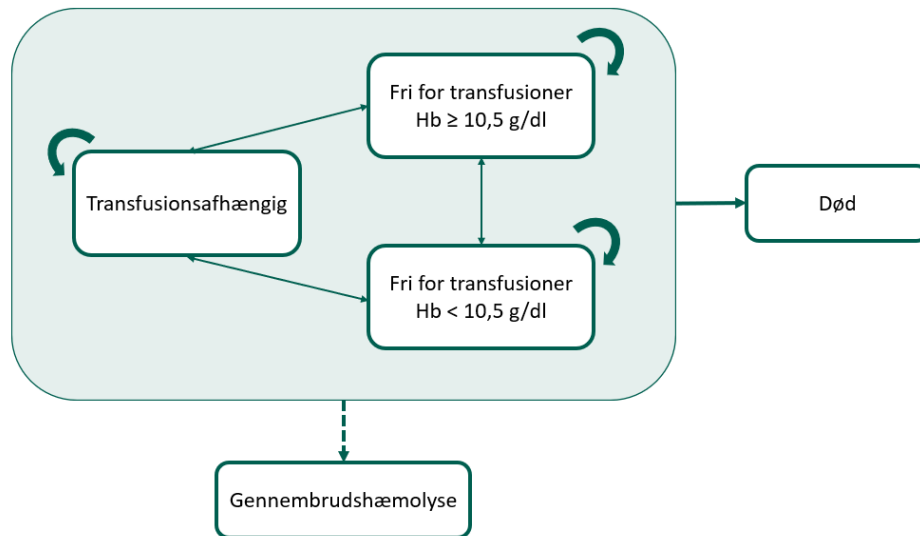 Fri for transfusioner
Hb ≥ 10,5 g/dl
Transfusionsafhængig
Død
Fri for transfusioner
Hb < 10,5 g/dl
Gennembrudshæmolyse